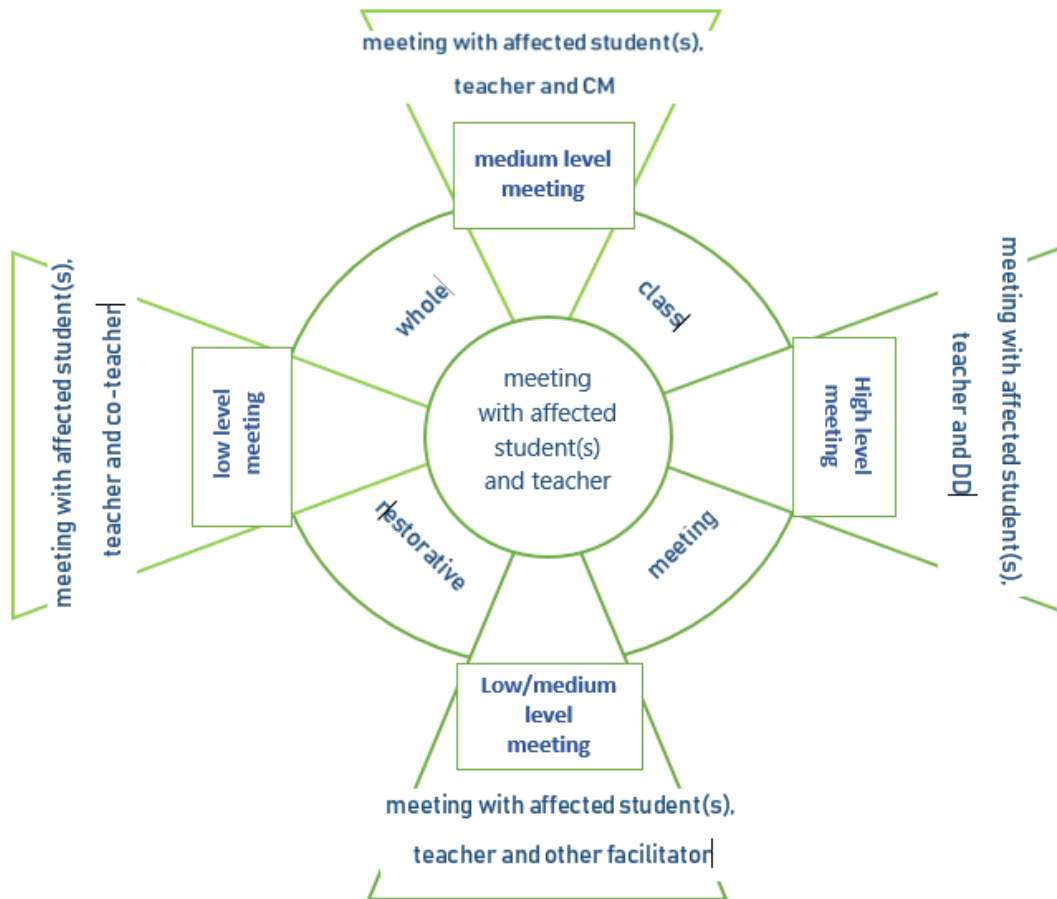 meeting with affected student(s),
teacher and CM
medium level
meeting
whole
class
meeting with affected student(s),
teacher and co-teacher
low level
meeting
meeting
with affected
student(s)
and teacher
High level
meeting
meeting with affected student(s),
teacher and DD
restorative
meeting
Low/medium
level
meeting
meeting with affected student(s),
teacher and other facilitator